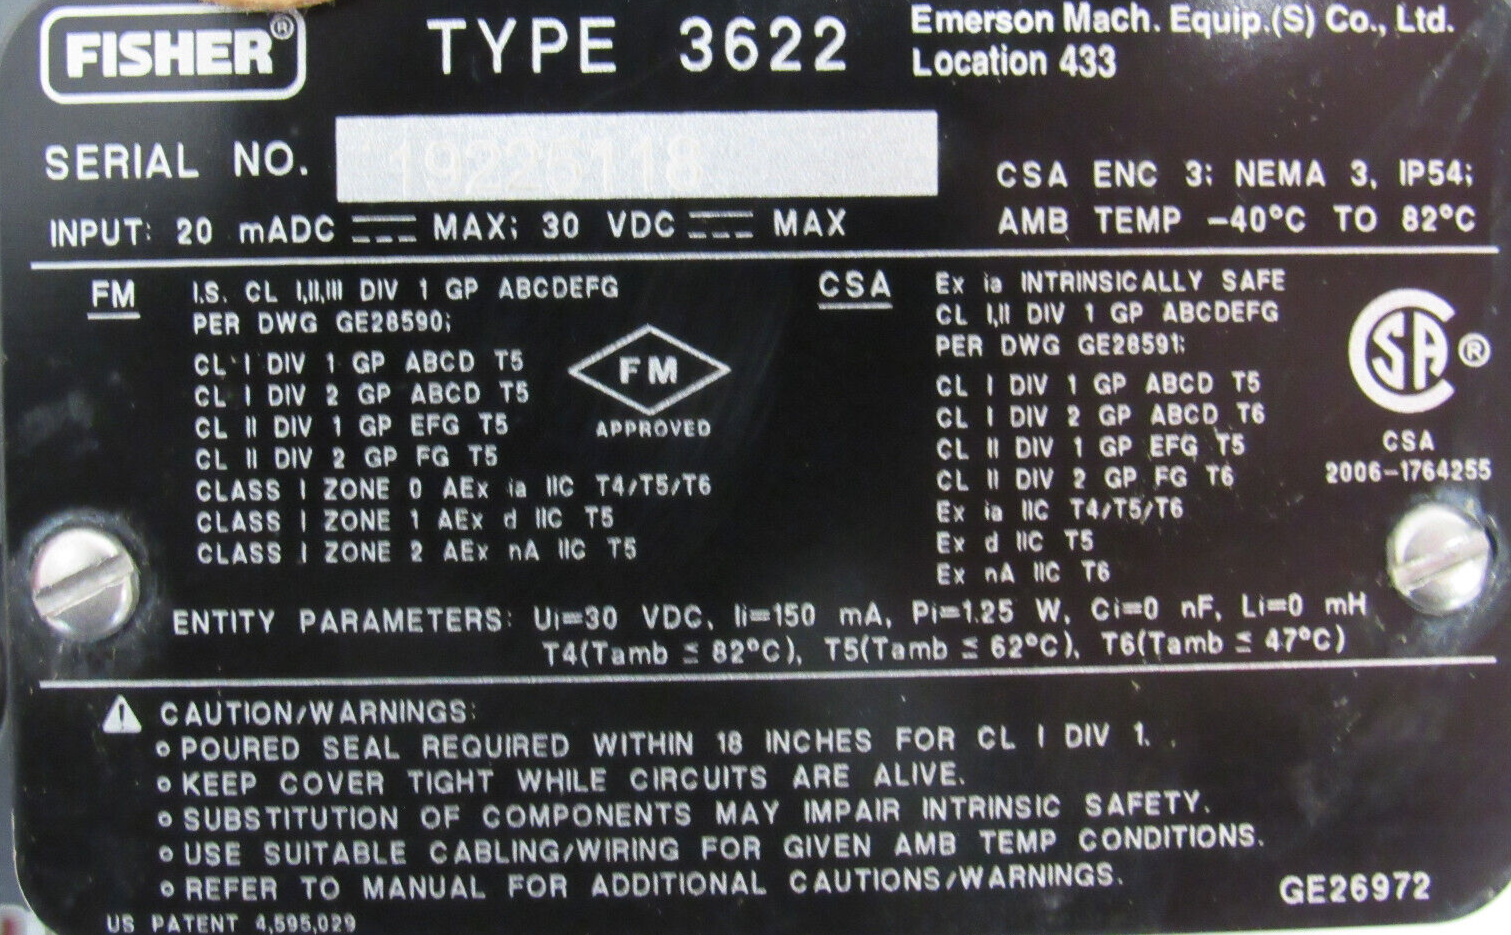 FISHER®
TYPE 3622
Emerson Mach. Equip.(S) Co., Ltd.
Location 433
SERIAL NO. 19226118
CSA ENC 3; NEMA 3, IP54;
INPUT: 20 mADC MAX; 30 VDC MAX
AMB TEMP -40°C TO 82°C
FM
I.S. CL I,II,III DIV 1 GP ABCDEFG
PER DWG GE28590;
CL I DIV 1 GP ABCD T5
CL I DIV 2 GP ABCD T5
CL II DIV 1 GP EFG T5
CL II DIV 2 GP FG T5
CLASS I ZONE 0 AEx ia IIC T4/T5/T6
CLASS I ZONE 1 AEx d IIC T5
CLASS I ZONE 2 AEx nA IIC T5
FM
APPROVED
CSA
Ex ia INTRINSICALLY SAFE
CL I,II DIV 1 GP ABCDEFG
PER DWG GE28591;
CL I DIV 1 GP ABCD T5
CL I DIV 2 GP ABCD T6
CL II DIV 1 GP EFG T5
CL II DIV 2 GP FG T6
Ex ia IIC T4/T5/T6
Ex d IIC T5
Ex nA IIC T6
SA ®
CSA
2006-1764255
ENTITY PARAMETERS: Ui=30 VDC, Ii=150 mA, Pi=1.25 W, Ci=0 nF, Li=0 mH
T4(Tamb ≤ 82°C), T5(Tamb ≤ 62°C), T6(Tamb ≤ 47°C)
CAUTION/WARNINGS:
POURED SEAL REQUIRED WITHIN 18 INCHES FOR CL I DIV 1.
KEEP COVER TIGHT WHILE CIRCUITS ARE ALIVE.
SUBSTITUTION OF COMPONENTS MAY IMPAIR INTRINSIC SAFETY.
USE SUITABLE CABLING/WIRING FOR GIVEN AMB TEMP CONDITIONS.
REFER TO MANUAL FOR ADDITIONAL CAUTIONS/WARNINGS.
GE26972
US PATENT 4,595,029